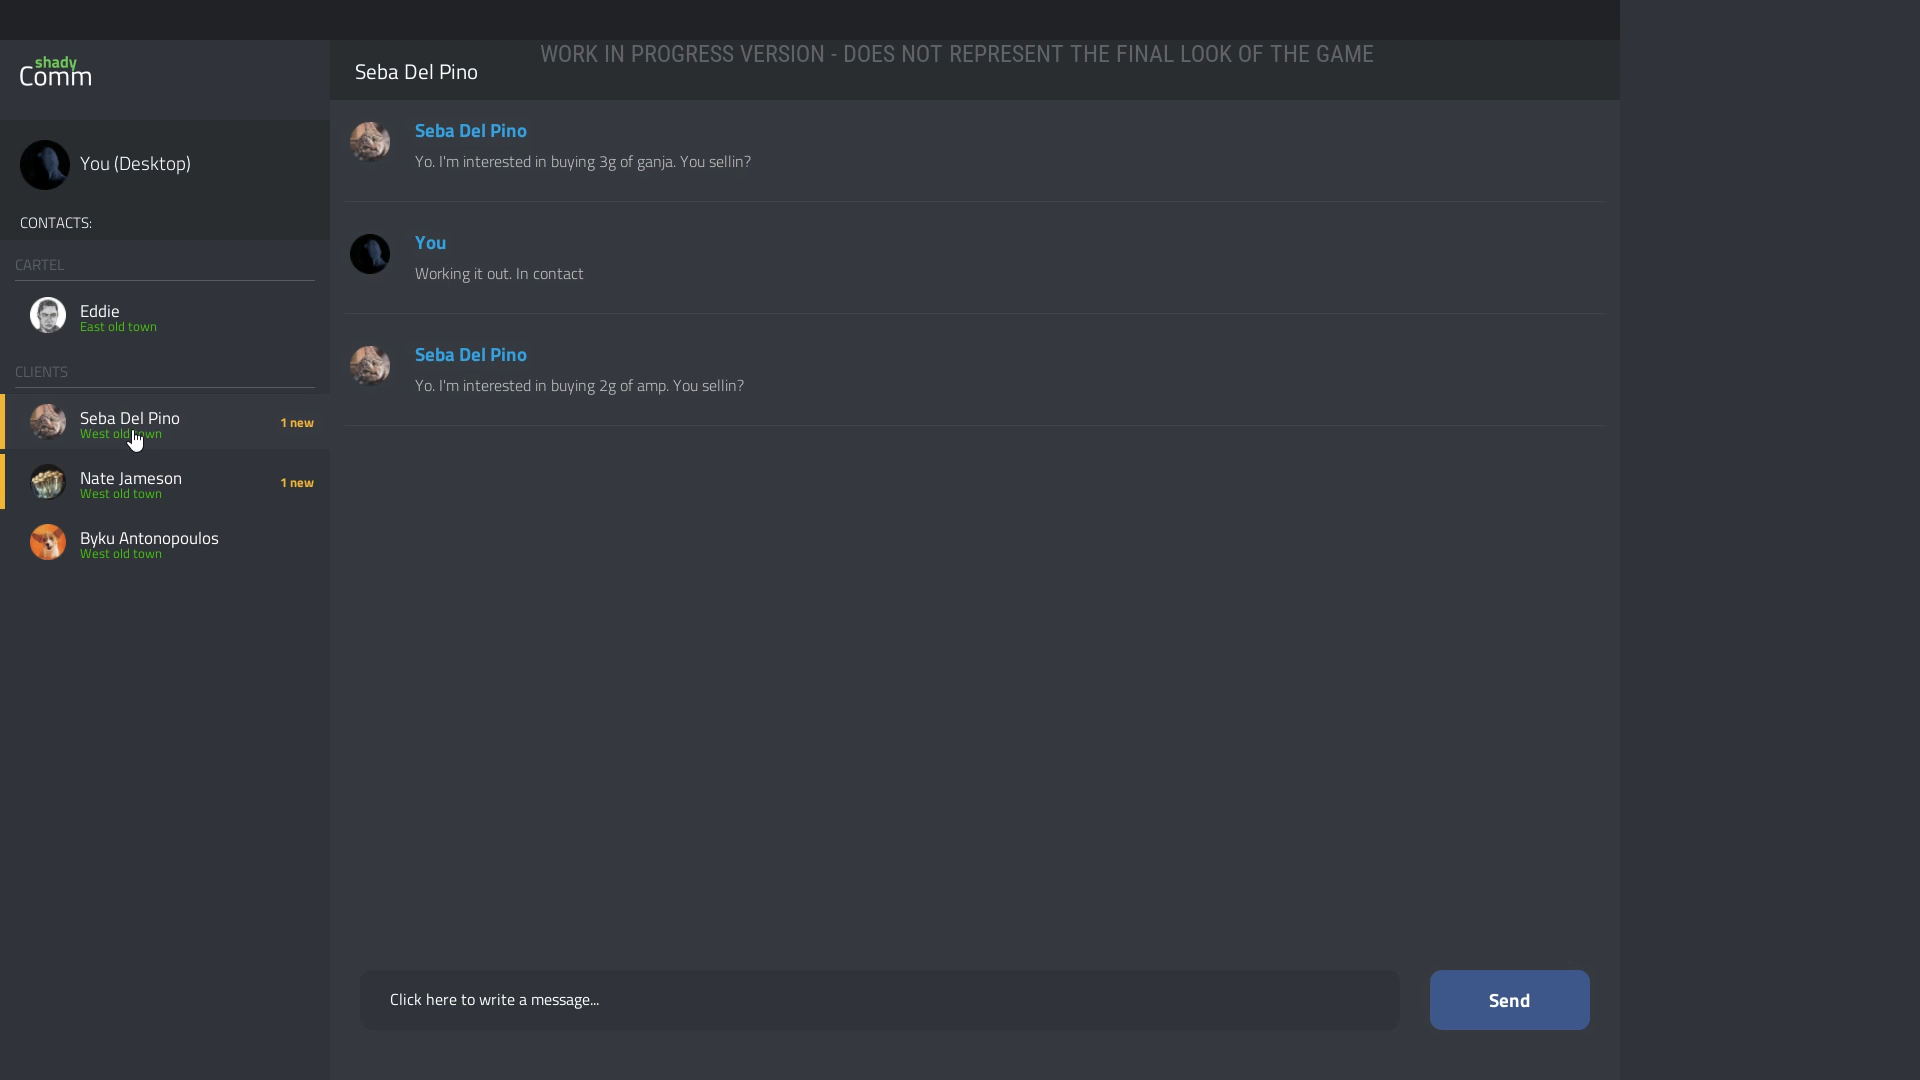 WORK IN PROGRESS VERSION - DOES NOT REPRESENT THE FINAL LOOK OF THE GAME
shady
Comm
You (Desktop)
CONTACTS:
CARTEL
Eddie
East old town
CLIENTS
Seba Del Pino
West old town
1 new
Nate Jameson
West old town
1 new
Byku Antonopoulos
West old town
Seba Del Pino
Seba Del Pino
Yo. I'm interested in buying 3g of ganja. You sellin?
You
Working it out. In contact
Seba Del Pino
Yo. I'm interested in buying 2g of amp. You sellin?
Click here to write a message...
Send